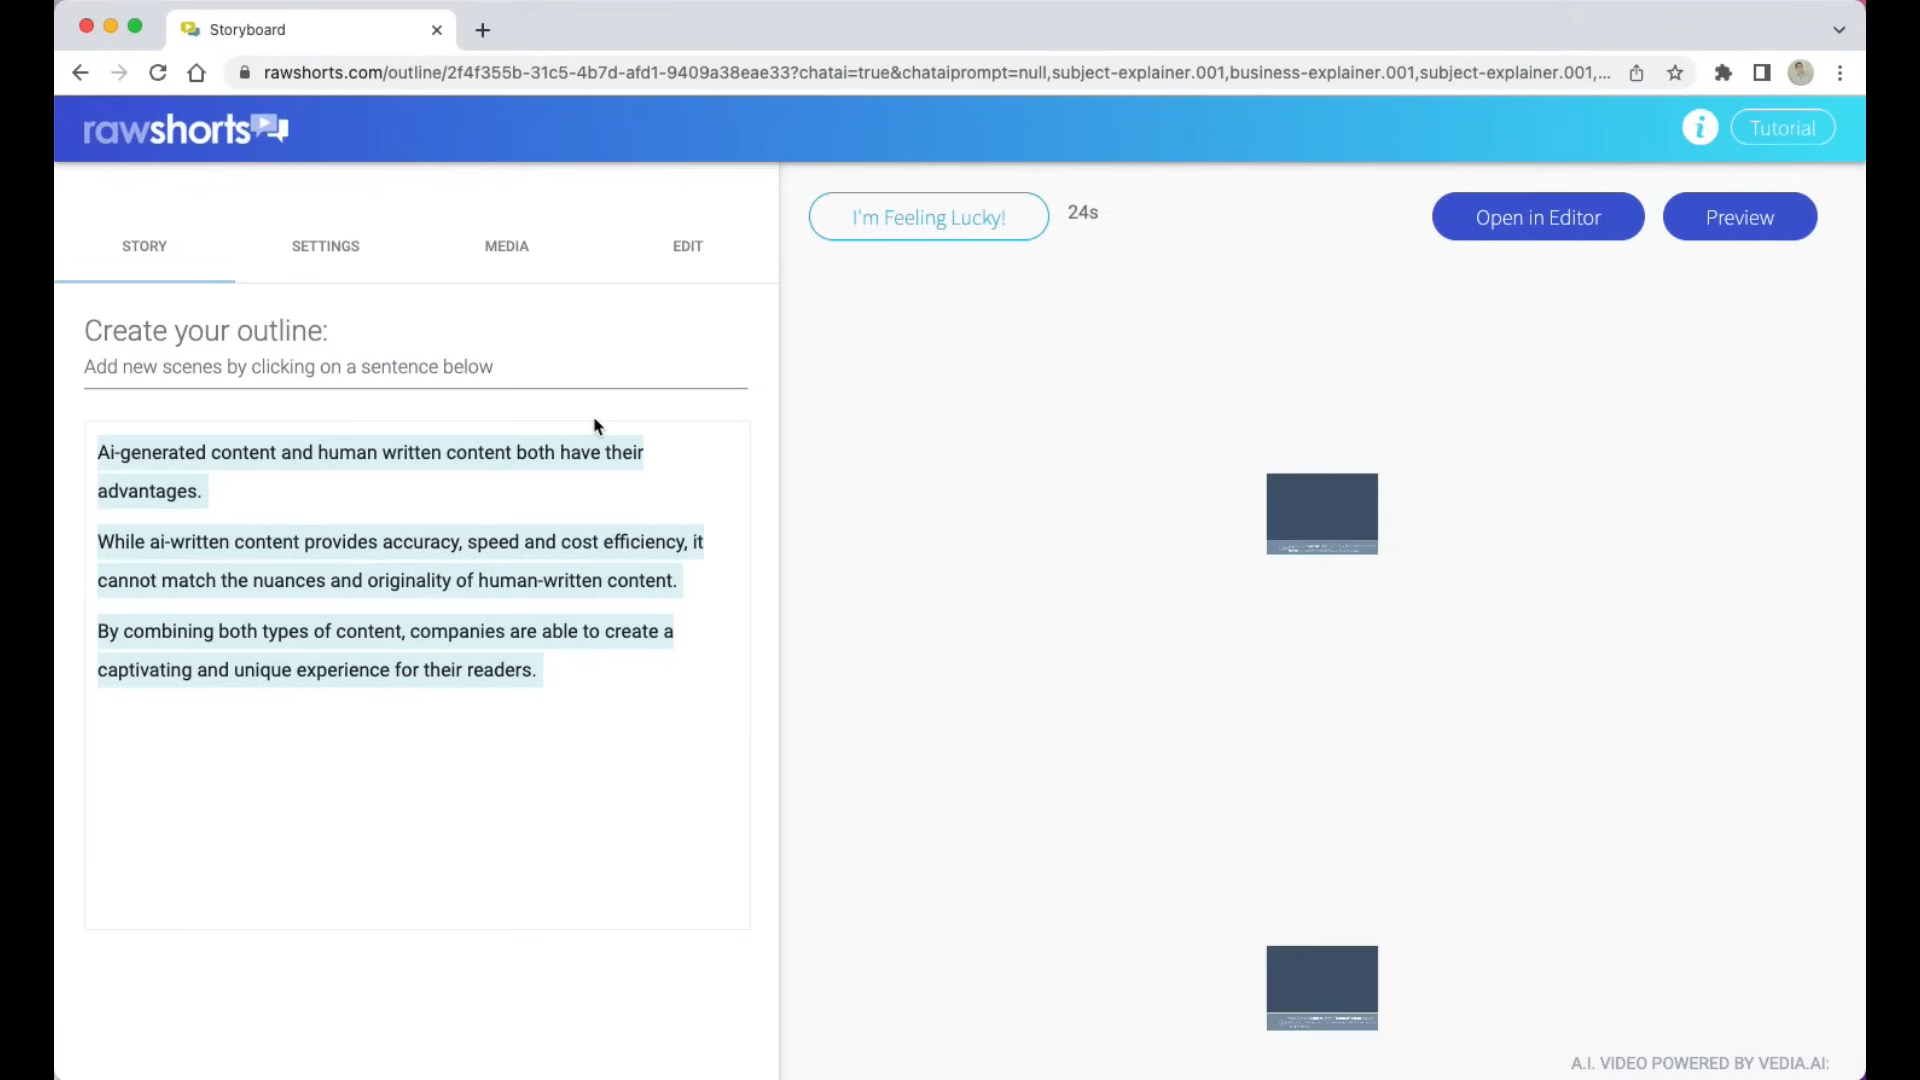 Storyboard
rawshorts.com/outline/2f4f355b-31c5-4b7d-afd1-9409a38eae33?chatai=true&chataiprompt=null,subject-explainer.001,business-explainer.001,subject-explainer.001,...
rawshorts
i
Tutorial
STORY
SETTINGS
MEDIA
EDIT
I'm Feeling Lucky!
24s
Open in Editor
Preview
Create your outline:
Add new scenes by clicking on a sentence below
Ai-generated content and human written content both have their
advantages.
While ai-written content provides accuracy, speed and cost efficiency, it
cannot match the nuances and originality of human-written content.
By combining both types of content, companies are able to create a
captivating and unique experience for their readers.
A.I. VIDEO POWERED BY VEDIA.AI: